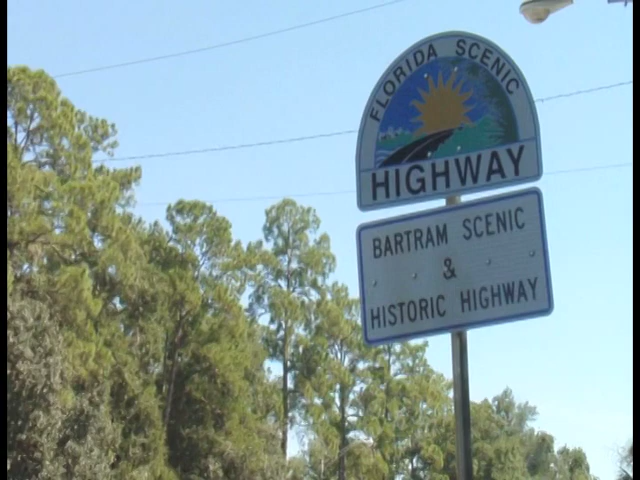 FLORIDA SCENIC
HIGHWAY
BARTRAM SCENIC
&
HISTORIC HIGHWAY